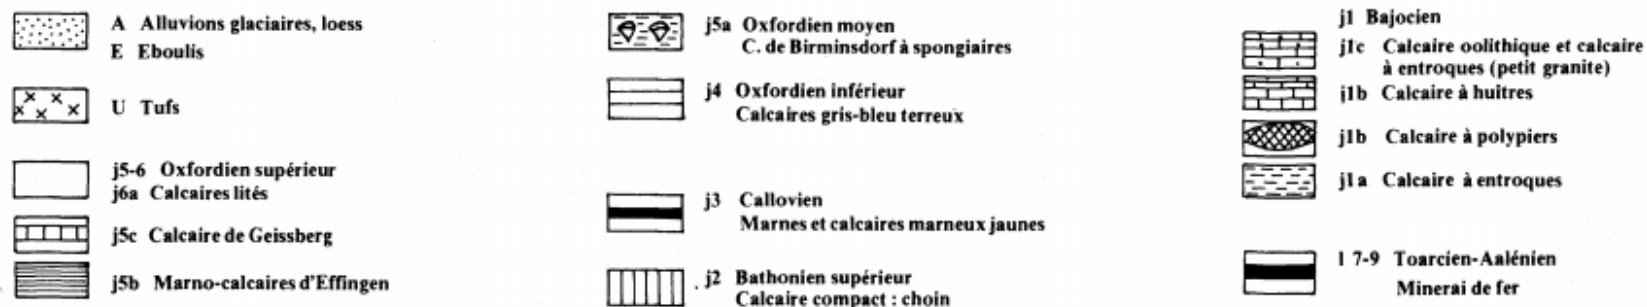 A Alluvions glaciaires, loess
E Eboulis
U Tufs
j5-6 Oxfordien supérieur
j6a Calcaires lités
j5c Calcaire de Geissberg
j5b Marno-calcaires d'Effingen
j5a Oxfordien moyen
C. de Birminsdorf à spongiaires
j4 Oxfordien inférieur
Calcaires gris-bleu terreux
j3 Callovien
Marnes et calcaires marneux jaunes
j2 Bathonien supérieur
Calcaire compact : choin
j1 Bajocien
j1c Calcaire oolithique et calcaire
à entroques (petit granite)
j1b Calcaire à huîtres
j1b Calcaire à polypiers
j1a Calcaire à entroques
l 7-9 Toarcien-Aalénien
Minerai de fer